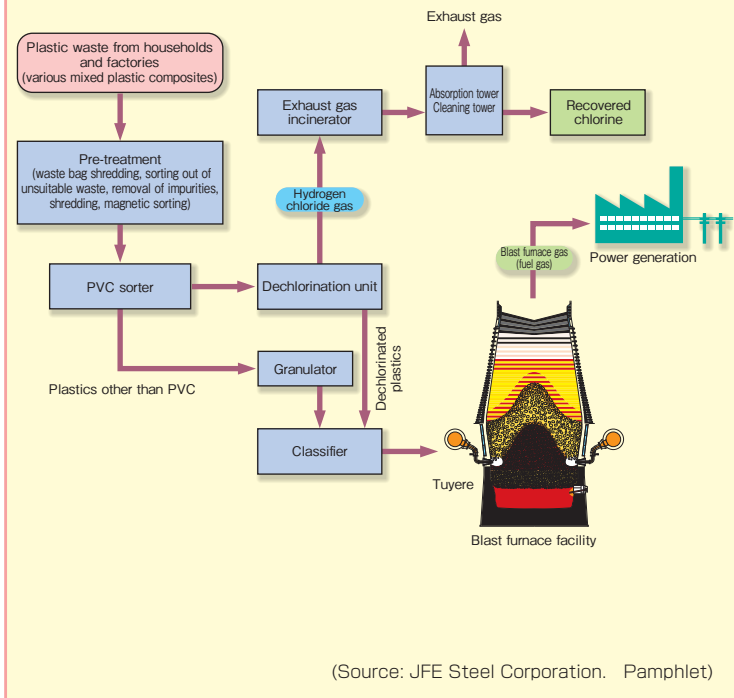 Exhaust gas
Plastic waste from households
and factories
(various mixed plastic composites)
Exhaust gas
incinerator
Absorption tower
Cleaning tower
Recovered
chlorine
Pre-treatment
(waste bag shredding, sorting out of
unsuitable waste, removal of impurities,
shredding, magnetic sorting)
Hydrogen
chloride gas
Blast furnace gas
(fuel gas)
Power generation
PVC sorter
Dechlorination unit
Dechlorinated
plastics
Plastics other than PVC
Granulator
Classifier
Tuyere
Blast furnace facility
(Source: JFE Steel Corporation. Pamphlet)